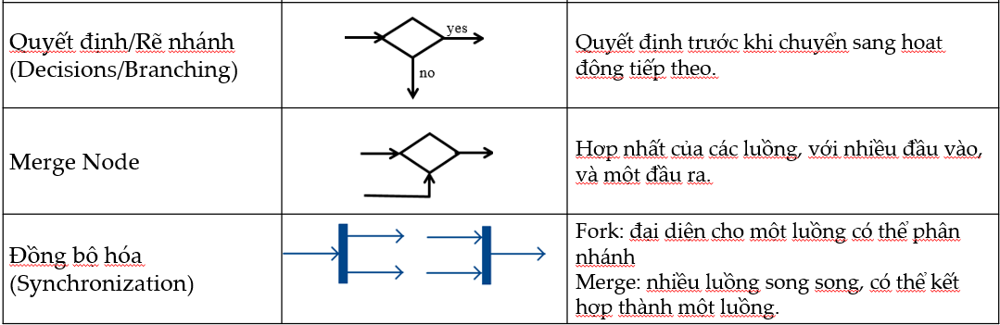 Quyết định/Rẽ nhánh
(Decisions/Branching)
yes
no
Quyết định trước khi chuyển sang hoạt
động tiếp theo.
Merge Node
Hợp nhất của các luồng, với nhiều đầu vào,
và một đầu ra.
Đồng bộ hóa
(Synchronization)
Fork: đại diện cho một luồng có thể phân
nhánh
Merge: nhiều luồng song song, có thể kết
hợp thành một luồng.